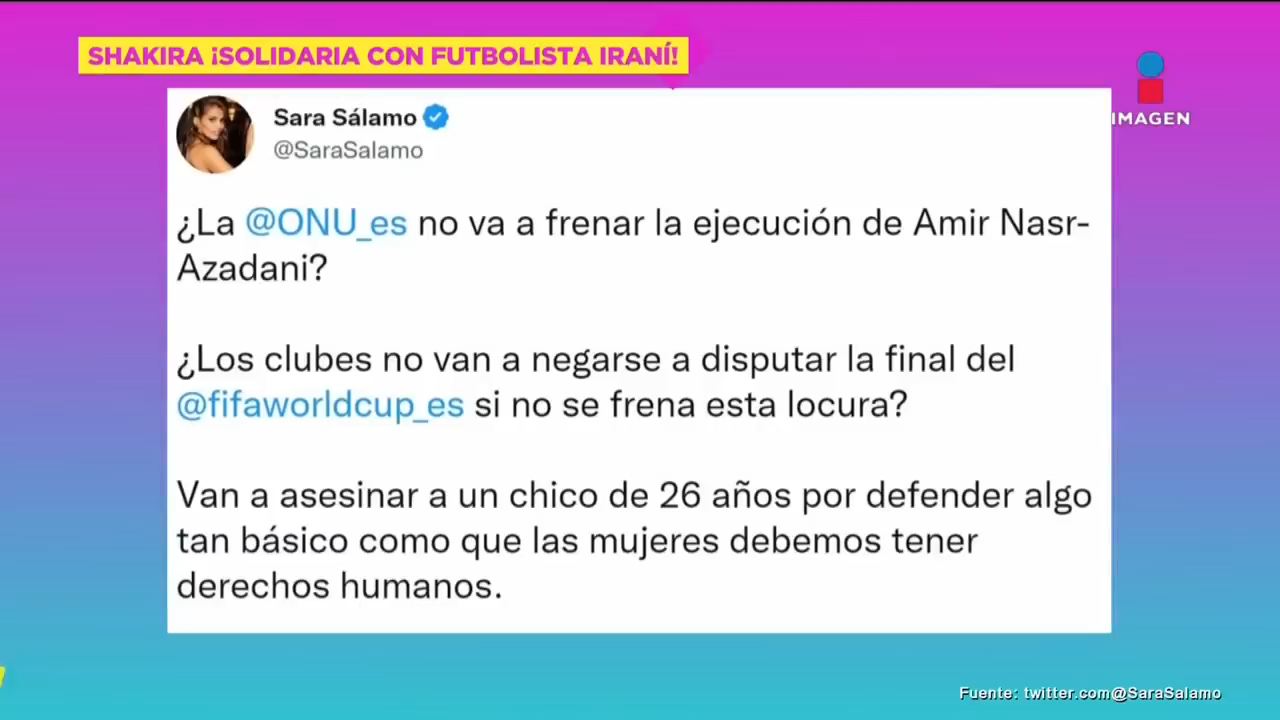 SHAKIRA ¡SOLIDARIA CON FUTBOLISTA IRANÍ!
IMAGEN
Sara Sálamo
@SaraSalamo
¿La @ONU_es no va a frenar la ejecución de Amir Nasr-
Azadani?
¿Los clubes no van a negarse a disputar la final del
@fifaworldcup_es si no se frena esta locura?
Van a asesinar a un chico de 26 años por defender algo
tan básico como que las mujeres debemos tener
derechos humanos.
Fuente: twitter.com@SaraSalamo